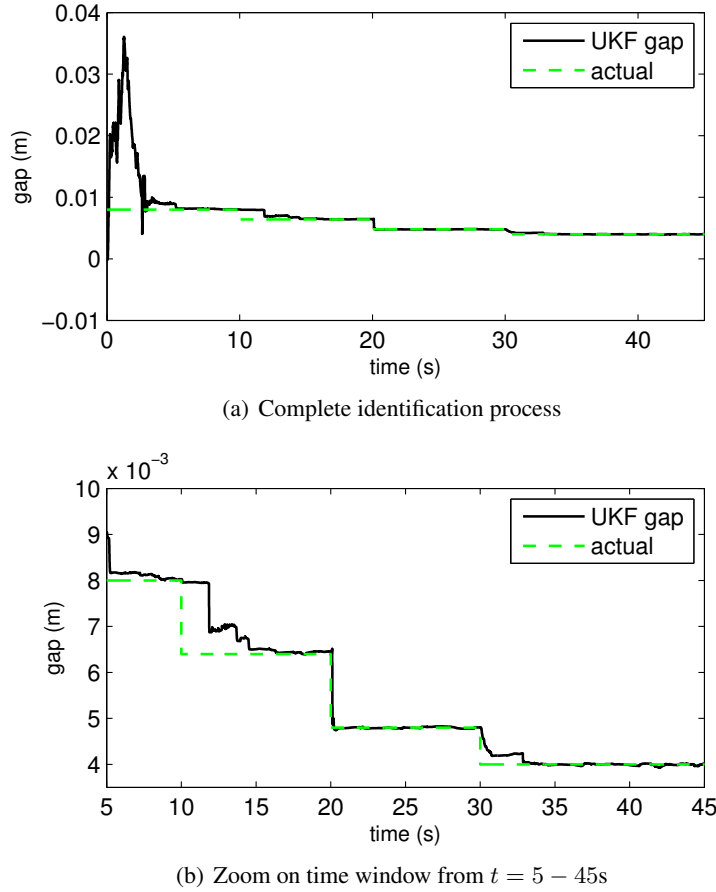 0.04
0.03
0.02
0.01
0
−0.01
gap (m)
UKF gap
actual
0 10 20 30 40
time (s)
(a) Complete identification process
x 10⁻³
10
9
8
7
6
5
4
gap (m)
UKF gap
actual
5 10 15 20 25 30 35 40 45
time (s)
(b) Zoom on time window from t = 5 − 45s